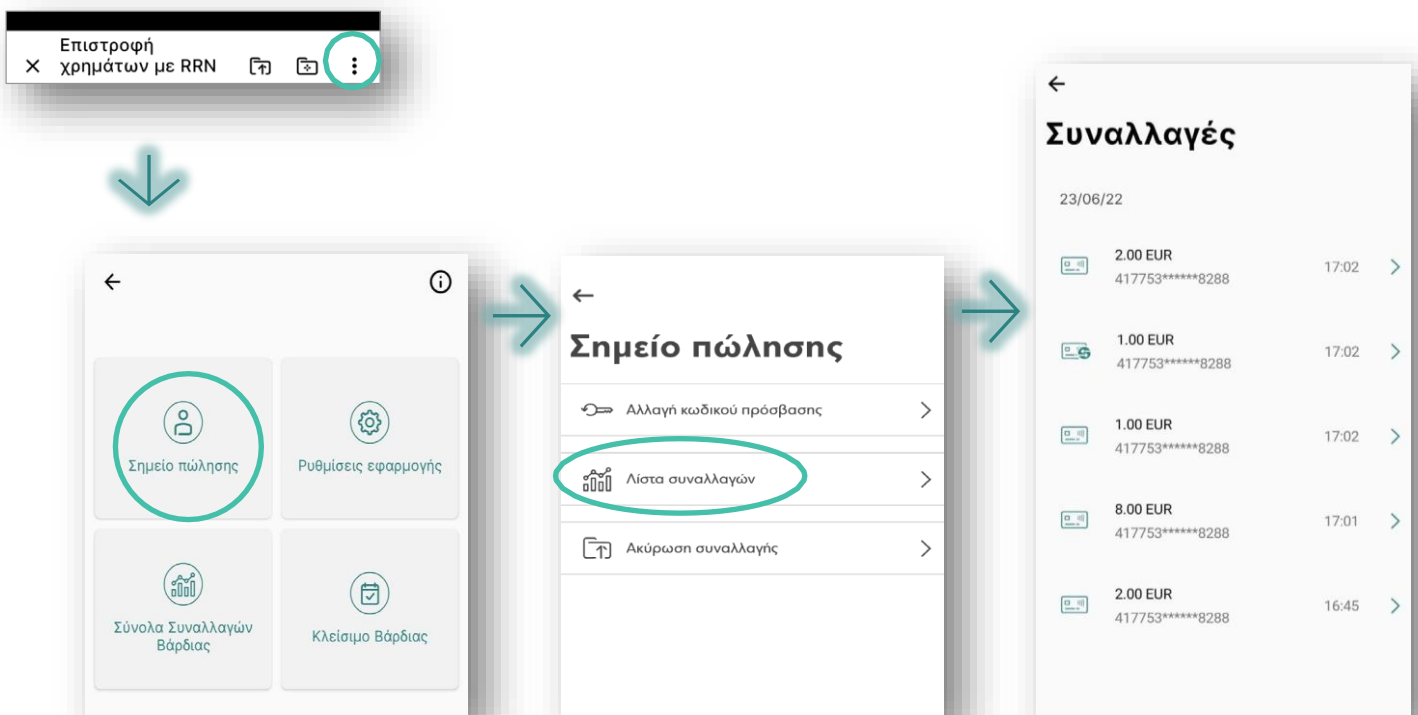 Επιστροφή
χρημάτων με RRN
Σημείο πώλησης
Ρυθμίσεις εφαρμογής
Σύνολα Συναλλαγών
Βάρδιας
Κλείσιμο Βάρδιας
Σημείο πώλησης
Αλλαγή κωδικού πρόσβασης
Λίστα συναλλαγών
Ακύρωση συναλλαγής
Συναλλαγές
23/06/22
2.00 EUR
417753******8288 17:02
1.00 EUR
417753******8288 17:02
1.00 EUR
417753******8288 17:02
8.00 EUR
417753******8288 17:01
2.00 EUR
417753******8288 16:45